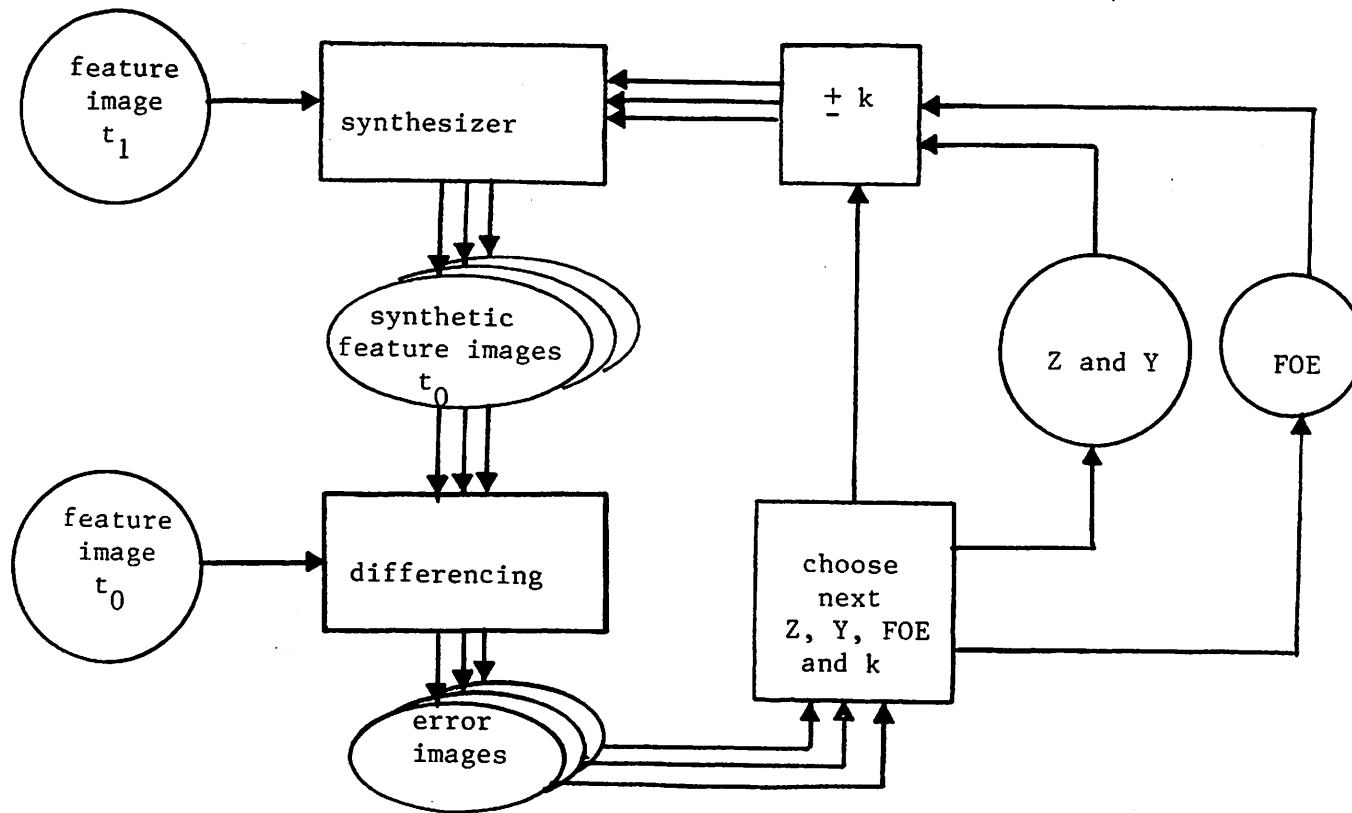 feature
image
t1
synthesizer
+ k
-
synthetic
feature images
t0
Z and Y
FOE
feature
image
t0
differencing
choose
next
Z, Y, FOE
and k
error
images